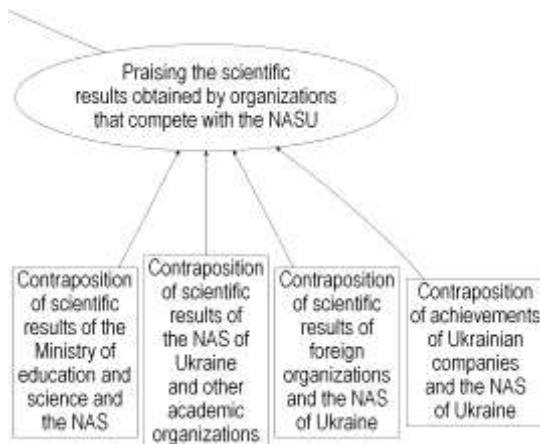 Praising the scientific
results obtained by organizations
that compete with the NASU
Contraposition
of scientific
results of the
Ministry of
education and
science and
the NAS
Contraposition
of scientific
results of
the NAS of
Ukraine
and other
academic
organizations
Contraposition
of scientific
results of
foreign
organizations
and the NAS
of Ukraine
Contraposition
of achievements
of Ukrainian
companies
and the NAS
of Ukraine